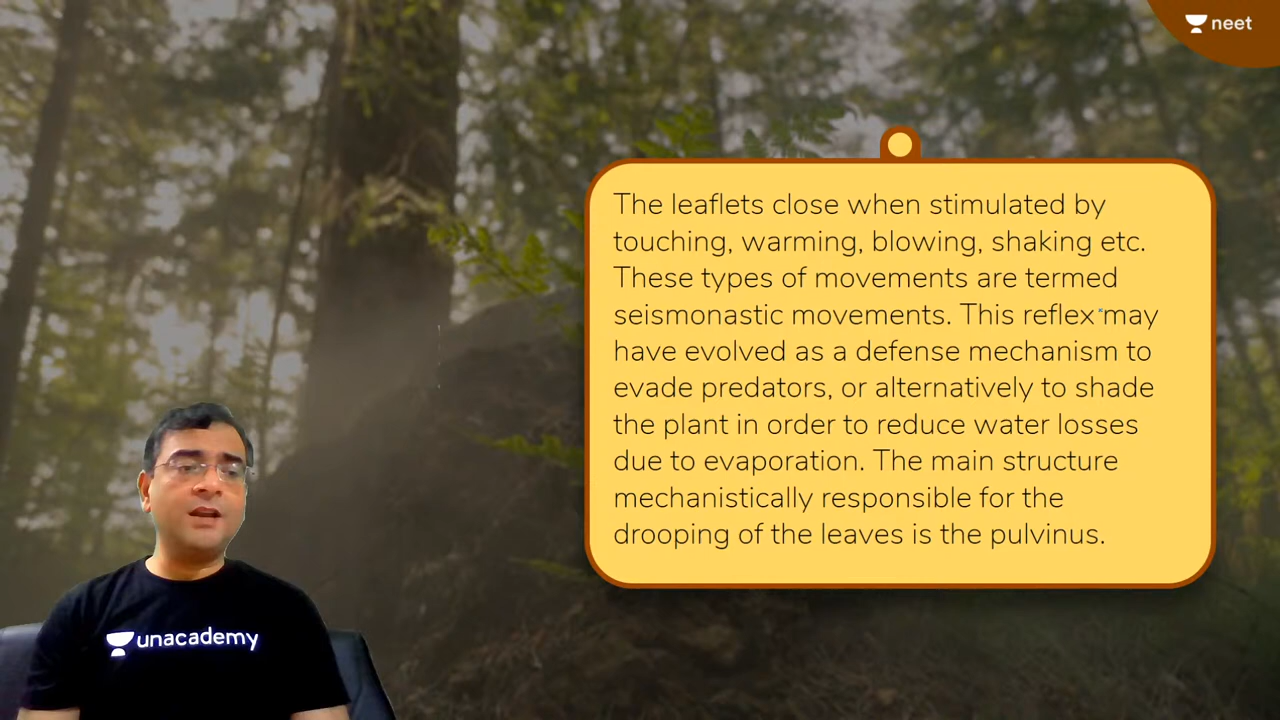 neet
The leaflets close when stimulated by
touching, warming, blowing, shaking etc.
These types of movements are termed
seismonastic movements. This reflex may
have evolved as a defense mechanism to
evade predators, or alternatively to shade
the plant in order to reduce water losses
due to evaporation. The main structure
mechanistically responsible for the
drooping of the leaves is the pulvinus.
unacademy